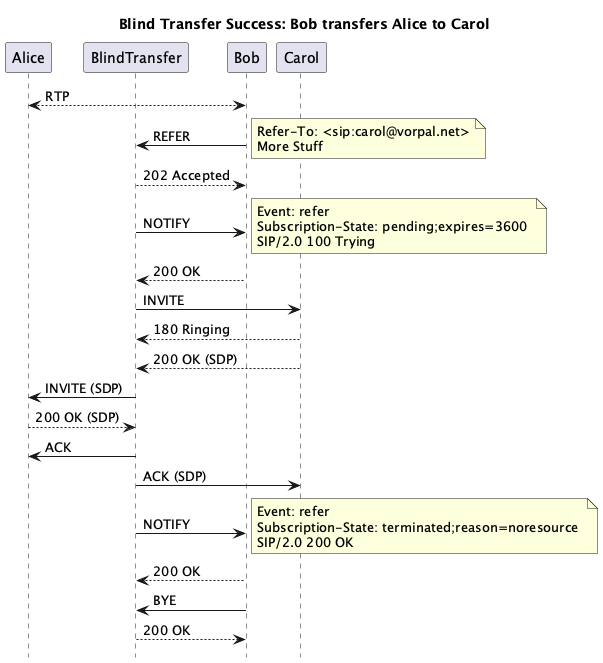 Blind Transfer Success: Bob transfers Alice to Carol
Alice BlindTransfer Bob Carol
RTP
REFER
Refer-To: <sip:carol@vorpal.net>
More Stuff
202 Accepted
NOTIFY
Event: refer
Subscription-State: pending;expires=3600
SIP/2.0 100 Trying
200 OK
INVITE
180 Ringing
200 OK (SDP)
INVITE (SDP)
200 OK (SDP)
ACK
ACK (SDP)
NOTIFY
Event: refer
Subscription-State: terminated;reason=noresource
SIP/2.0 200 OK
200 OK
BYE
200 OK